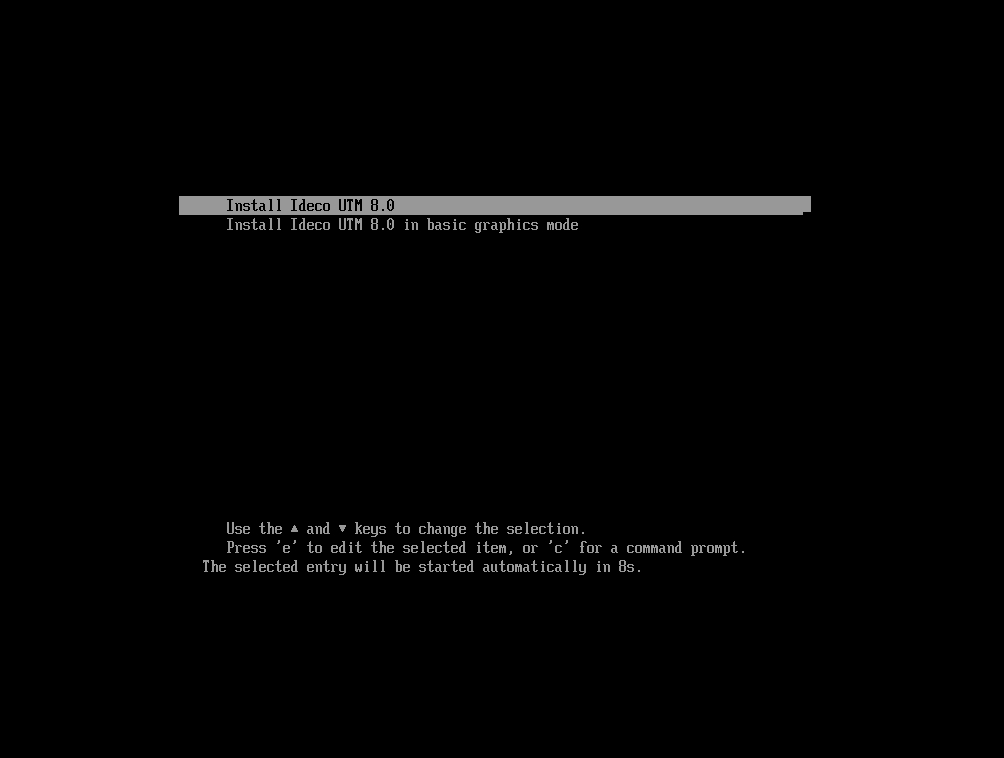 Install Ideco UTM 8.0
Install Ideco UTM 8.0 in basic graphics mode
Use the ▲ and ▼ keys to change the selection.
Press 'e' to edit the selected item, or 'c' for a command prompt.
The selected entry will be started automatically in 8s.